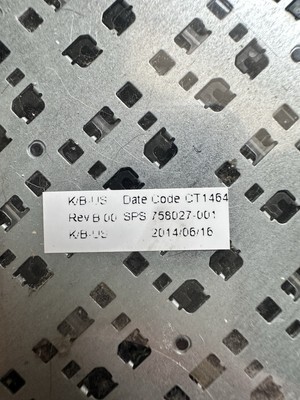 K/B-US Date Code CT1464
Rev B 00 SPS 758027-001
K/B-US 2014/06/16